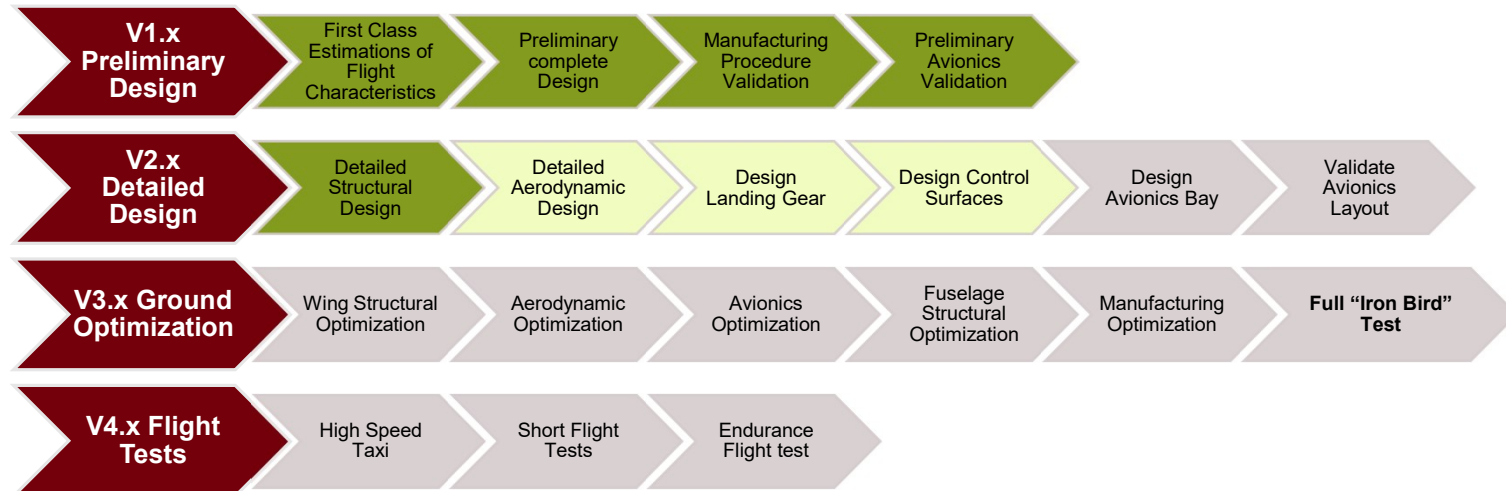 V1.x
Preliminary
Design
First Class
Estimations of
Flight
Characteristics
Preliminary
complete
Design
Manufacturing
Procedure
Validation
Preliminary
Avionics
Validation
V2.x
Detailed
Design
Detailed
Structural
Design
Detailed
Aerodynamic
Design
Design
Landing Gear
Design Control
Surfaces
Design
Avionics Bay
Validate
Avionics
Layout
V3.x Ground
Optimization
Wing Structural
Optimization
Aerodynamic
Optimization
Avionics
Optimization
Fuselage
Structural
Optimization
Manufacturing
Optimization
Full “Iron Bird”
Test
V4.x Flight
Tests
High Speed
Taxi
Short Flight
Tests
Endurance
Flight test